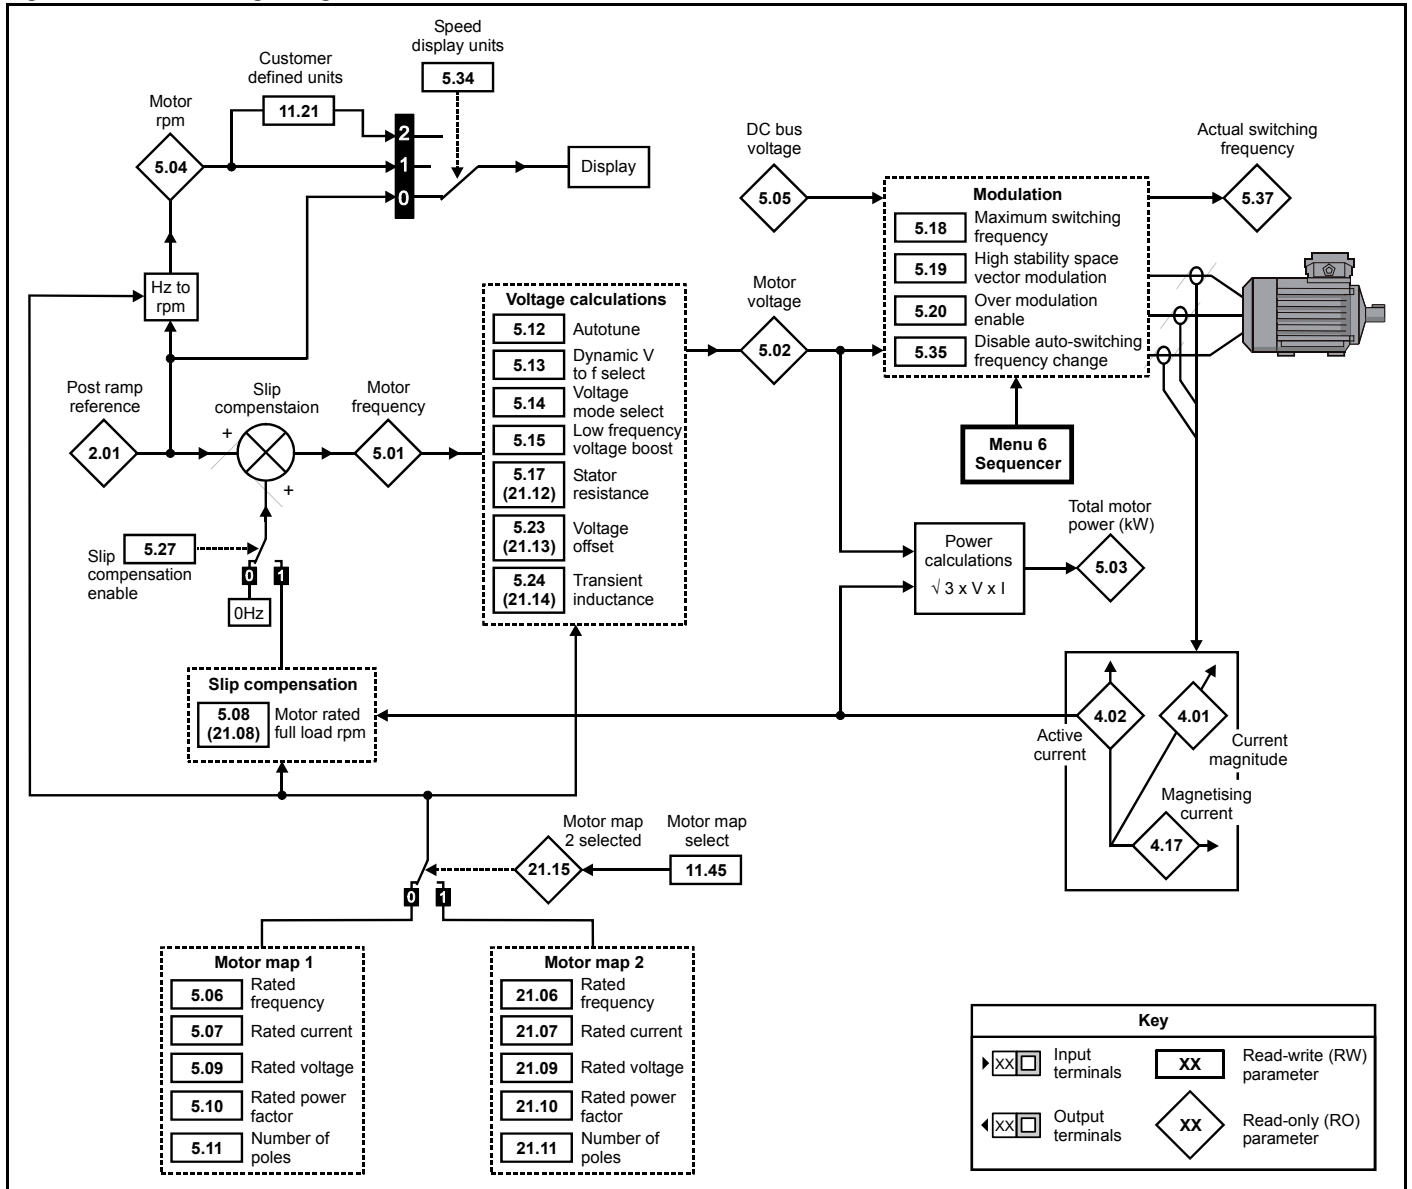 Speed
display units
5.34
Customer
defined units
11.21
Motor
rpm
5.04
2
1
0
Display
Hz to
rpm
Post ramp
reference
2.01
Slip
compenstaion
+
+
Motor
frequency
5.01
Slip
compensation
enable
5.27
0
1
0Hz
Voltage calculations
5.12
Autotune
5.13
Dynamic V
to f select
5.14
Voltage
mode select
5.15
Low frequency
voltage boost
5.17
(21.12)
Stator
resistance
5.23
(21.13)
Voltage
offset
5.24
(21.14)
Transient
inductance
DC bus
voltage
5.05
Motor
voltage
5.02
Modulation
5.18
Maximum switching
frequency
5.19
High stability space
vector modulation
5.20
Over modulation
enable
5.35
Disable auto-switching
frequency change
Actual switching
frequency
5.37
Menu 6
Sequencer
Power
calculations
√ 3 x V x I
Total motor
power (kW)
5.03
Slip compensation
5.08
(21.08)
Motor rated
full load rpm
4.02
Active
current
4.01
Current
magnitude
Magnetising
current
4.17
Motor map
2 selected
21.15
Motor map
select
11.45
0
1
Motor map 1
5.06
Rated
frequency
5.07
Rated current
5.09
Rated voltage
5.10
Rated power
factor
5.11
Number of
poles
Motor map 2
21.06
Rated
frequency
21.07
Rated current
21.09
Rated voltage
21.10
Rated power
factor
21.11
Number of
poles
Key
XX
Input
terminals
XX
Read-write (RW)
parameter
XX
Output
terminals
XX
Read-only (RO)
parameter